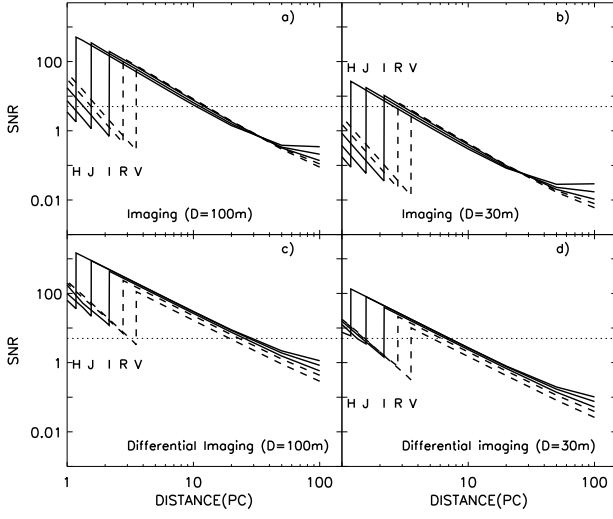 a)
b)
100
H J I R V
SNR
1
H J I R V
0.01
Imaging (D=100m)
Imaging (D=30m)
c)
d)
100
SNR
1
H J I R V
H J I R V
0.01
Differential Imaging (D=100m)
Differential imaging (D=30m)
1 10 100
10 100
DISTANCE(PC)
DISTANCE(PC)